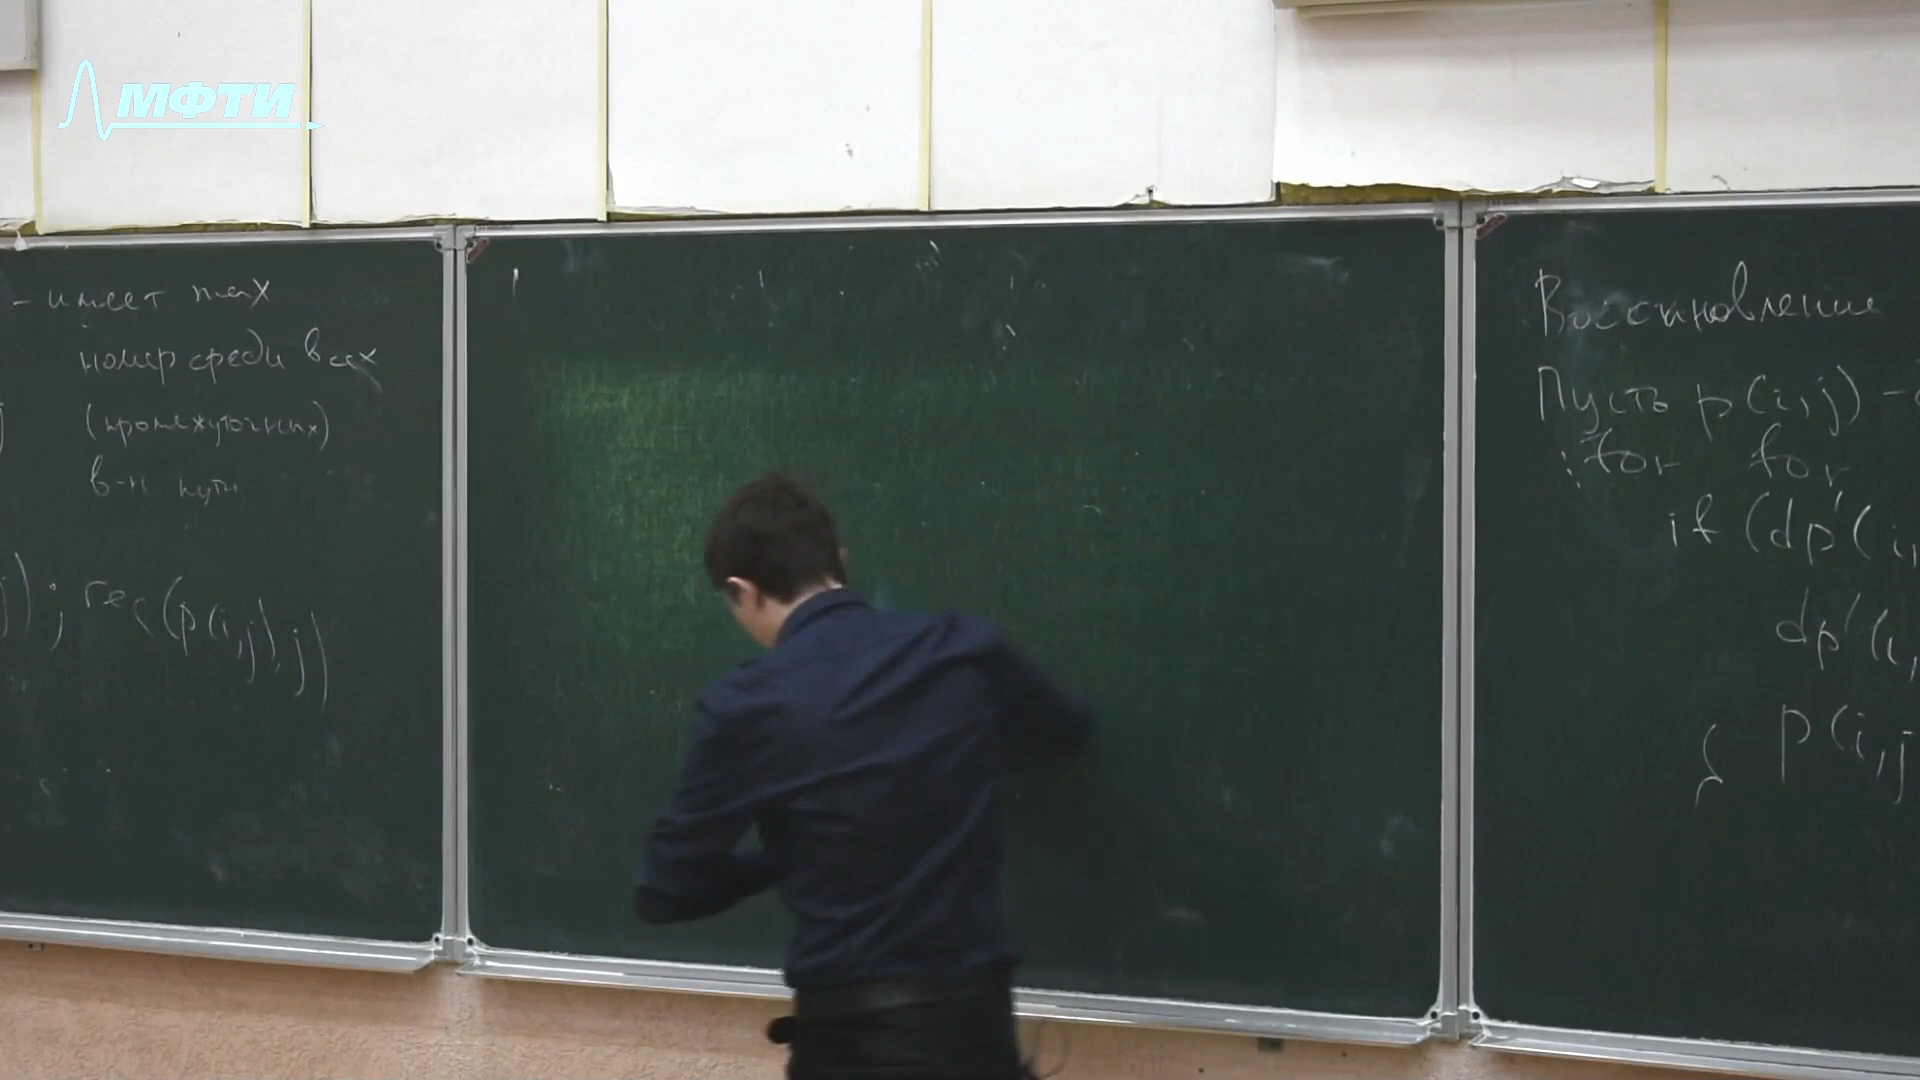 МФТИ
- имеет max
номер среди всех
(промежуточных)
в-н пути
j); rec(p(i,j),j)
Восстановление
Пусть p(i,j) -
for for
if (dp'(i,
dp'(i,
p(i,j